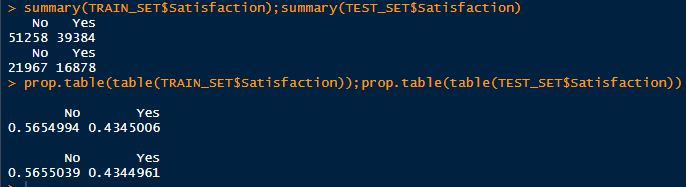 > summary(TRAIN_SET$Satisfaction);summary(TEST_SET$Satisfaction)
   No   Yes
51258 39384
   No   Yes
21967 16878
> prop.table(table(TRAIN_SET$Satisfaction));prop.table(table(TEST_SET$Satisfaction))

       No       Yes
0.5654994 0.4345006

       No       Yes
0.5655039 0.4344961
>